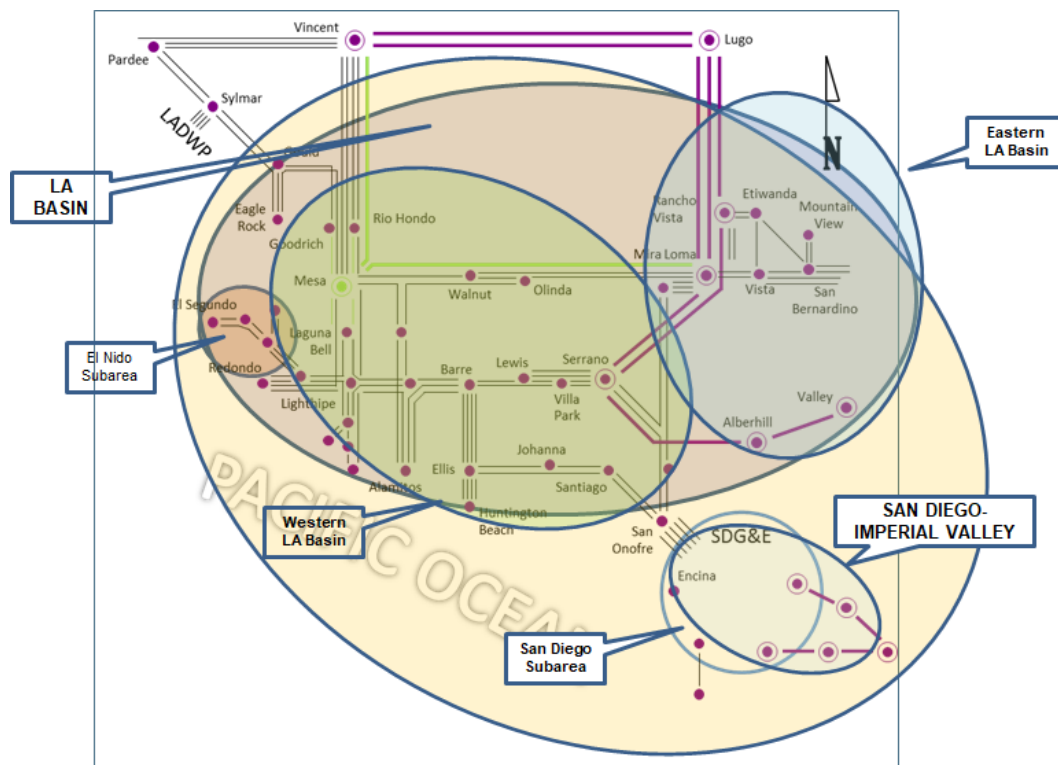 Vincent
Lugo
Pardee
Sylmar
LADWP
Gould
N
Eastern
LA Basin
LA
BASIN
Eagle
Rock
Goodrich
Rio Hondo
Rancho
Vista
Etiwanda
Mountain
View
Mira Loma
Mesa
Walnut
Olinda
Vista
San
Bernardino
El Segundo
Laguna
Bell
El Nido
Subarea
Redondo
Lighthipe
Barre
Lewis
Serrano
Villa
Park
Valley
Alberhill
Johanna
Ellis
Santiago
Alamitos
Huntington
Beach
PACIFIC OCEAN
Western
LA Basin
San
Onofre
SAN DIEGO-
IMPERIAL VALLEY
SDG&E
Encina
San Diego
Subarea